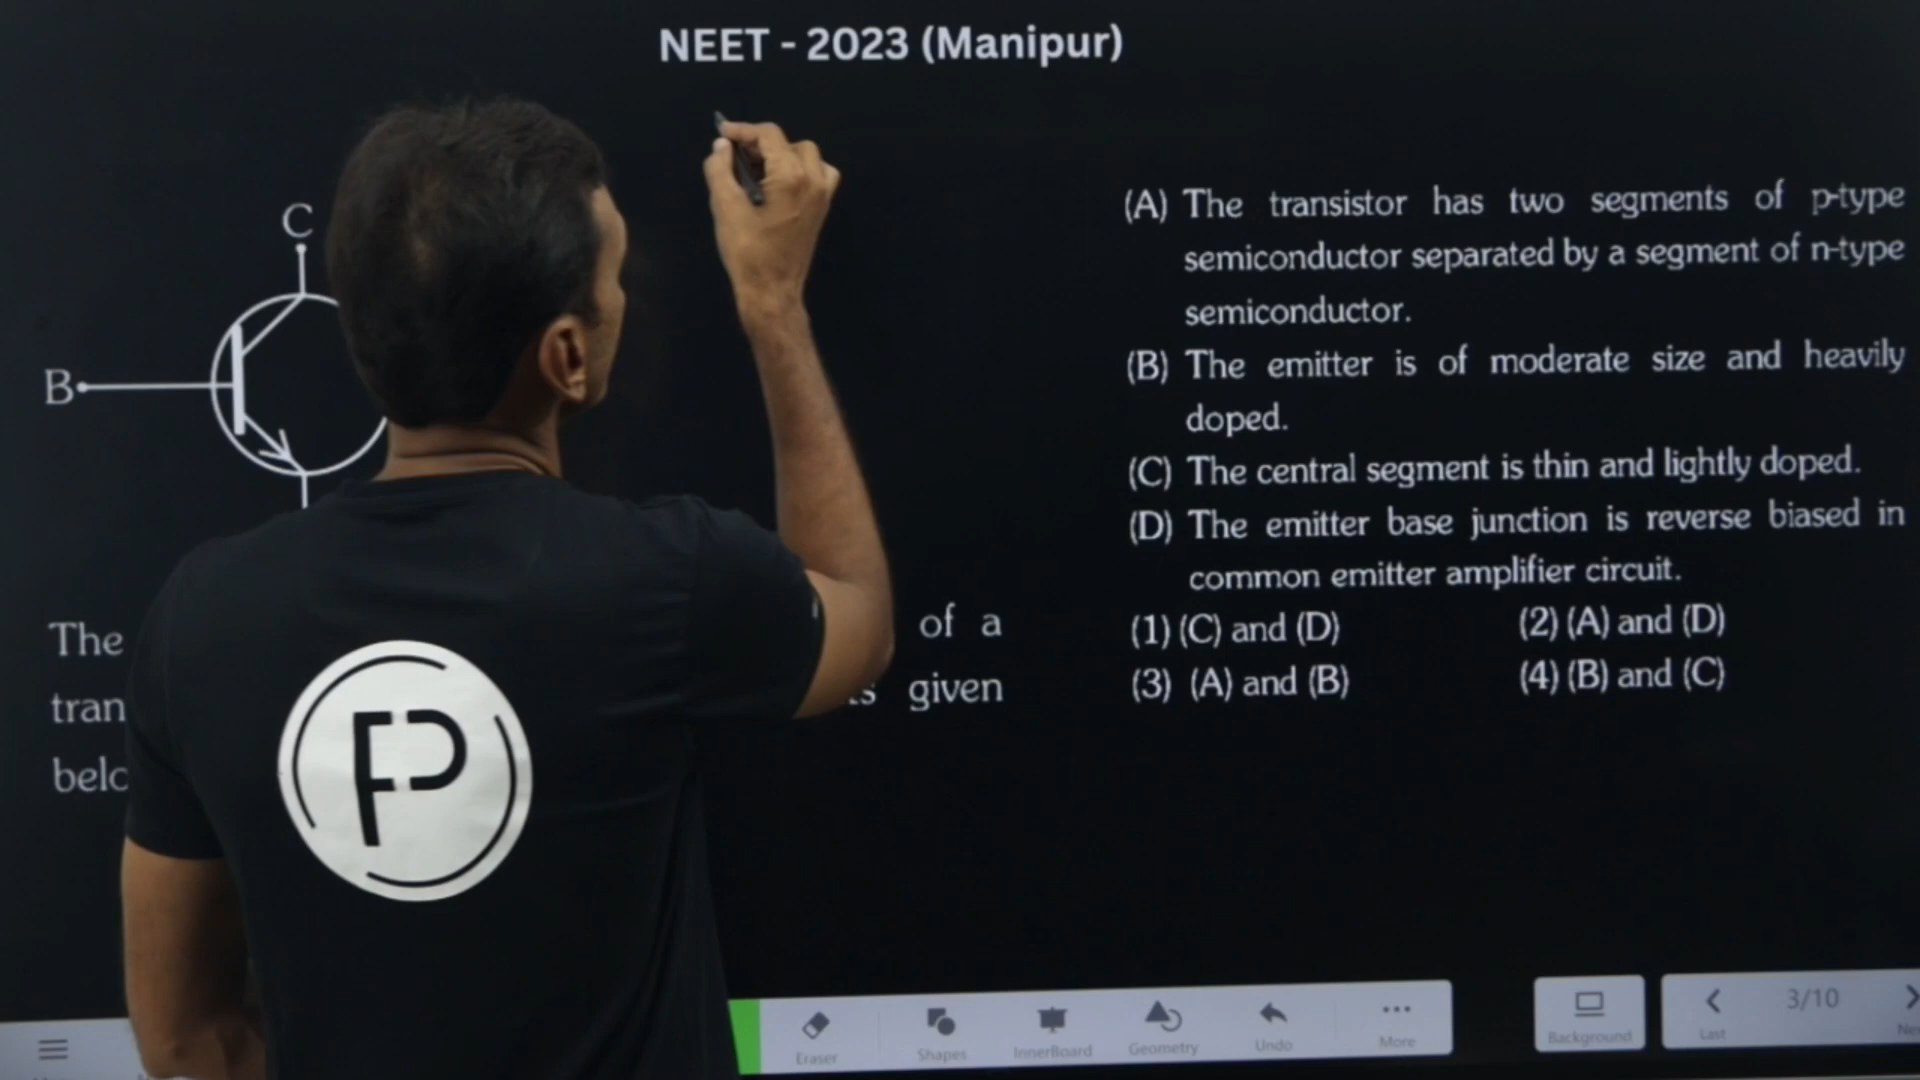 NEET - 2023 (Manipur)
C
B
The
of a
given
(A) The transistor has two segments of p-type
semiconductor separated by a segment of n-type
semiconductor.
(B) The emitter is of moderate size and heavily
doped.
(C) The central segment is thin and lightly doped.
(D) The emitter base junction is reverse biased in
common emitter amplifier circuit.
(1) (C) and (D) (2) (A) and (D)
(3) (A) and (B) (4) (B) and (C)
FP
Eraser Shapes InnerBoard Geometry Undo More Background Last 3/10